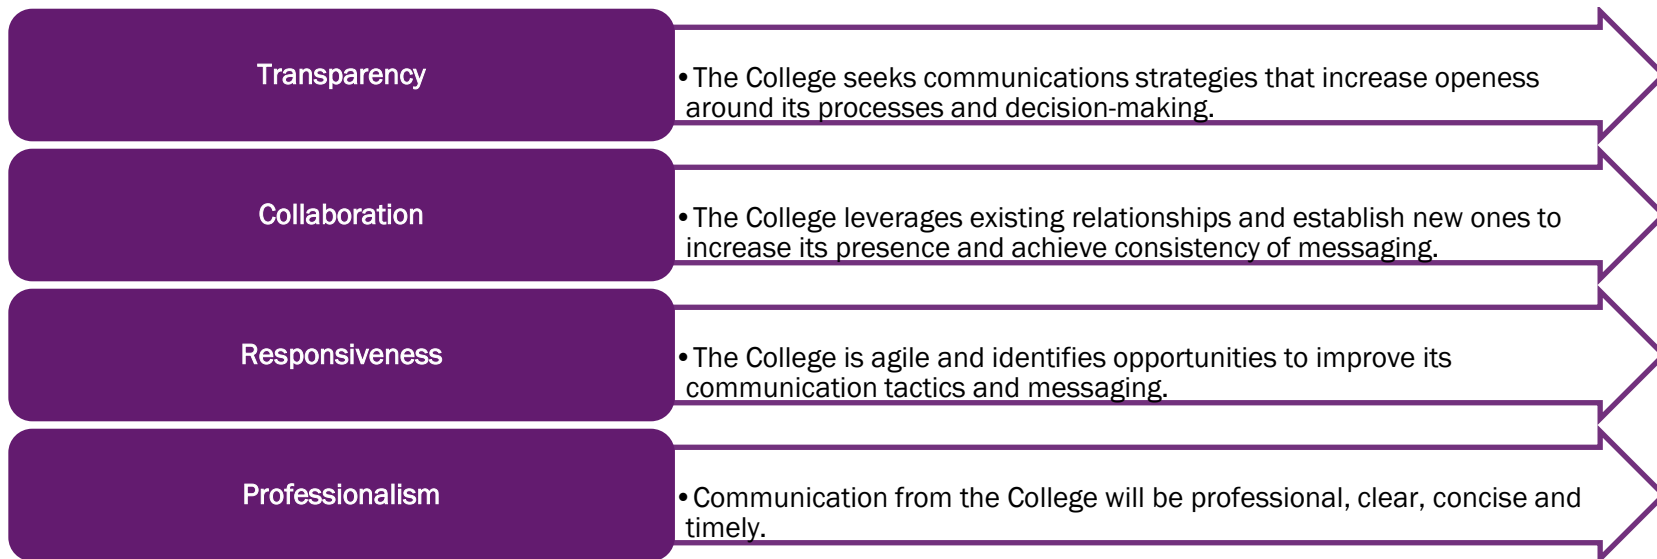 Transparency
•The College seeks communications strategies that increase openess
around its processes and decision-making.
Collaboration
•The College leverages existing relationships and establish new ones to
increase its presence and achieve consistency of messaging.
Responsiveness
•The College is agile and identifies opportunities to improve its
communication tactics and messaging.
Professionalism
•Communication from the College will be professional, clear, concise and
timely.